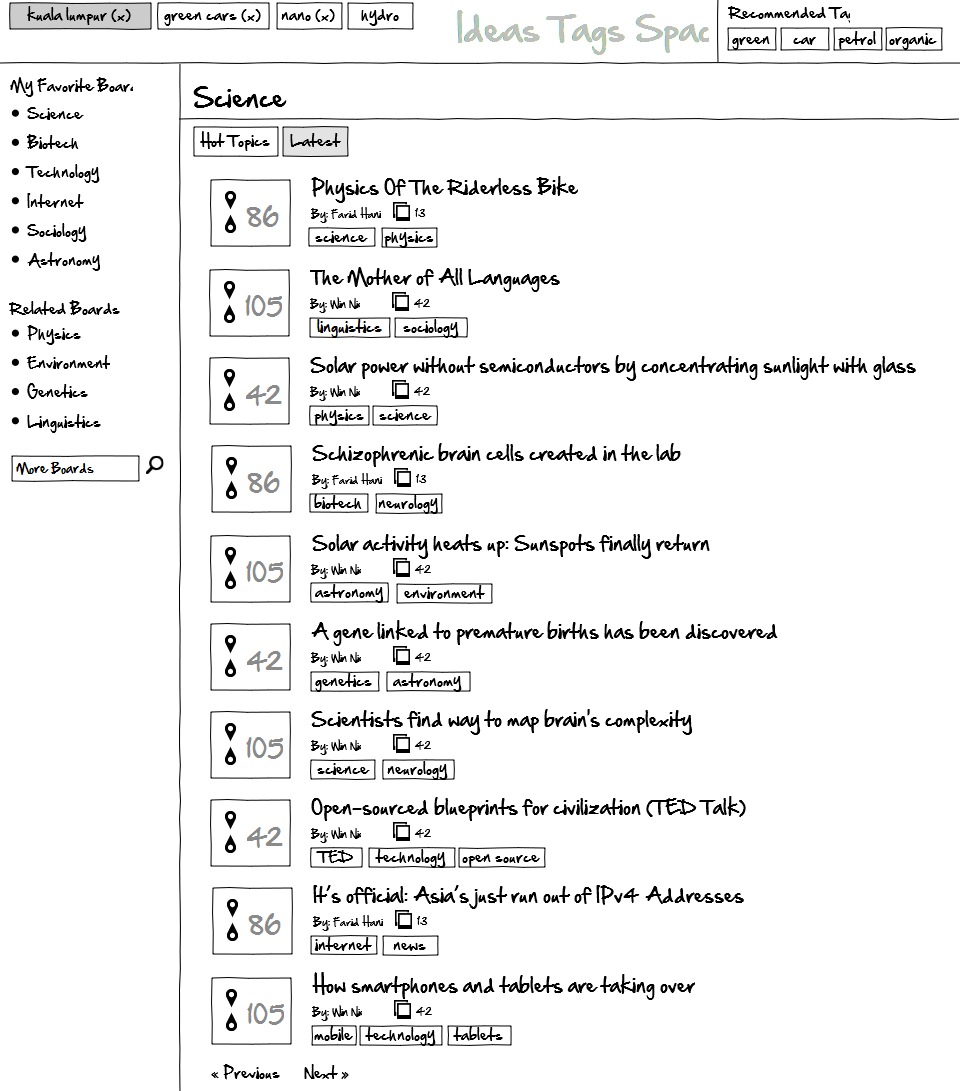 kuala lumpur (x) green cars (x) nano (x) hydro
Ideas Tags Spac
Recommended Ta
green car petrol organic
My Favorite Boar
• Science
• Biotech
• Technology
• Internet
• Sociology
• Astronomy
Related Boards
• Physics
• Environment
• Genetics
• Linguistics
More Boards
Science
Hot Topics Latest
86
Physics Of The Riderless Bike
By: Farid Hani 13
science physics
105
The Mother of All Languages
By: Win Nix 42
linguistics sociology
42
Solar power without semiconductors by concentrating sunlight with glass
By: Win Nix 42
physics science
86
Schizophrenic brain cells created in the lab
By: Farid Hani 13
biotech neurology
105
Solar activity heats up: Sunspots finally return
By: Win Nix 42
astronomy environment
42
A gene linked to premature births has been discovered
By: Win Nix 42
genetics astronomy
105
Scientists find way to map brain's complexity
By: Win Nix 42
science neurology
42
Open-sourced blueprints for civilization (TED Talk)
By: Win Nix 42
TED technology open source
86
It's official: Asia's just run out of IPv4 Addresses
By: Farid Hani 13
internet news
105
How smartphones and tablets are taking over
By: Win Nix 42
mobile technology tablets
« Previous Next »